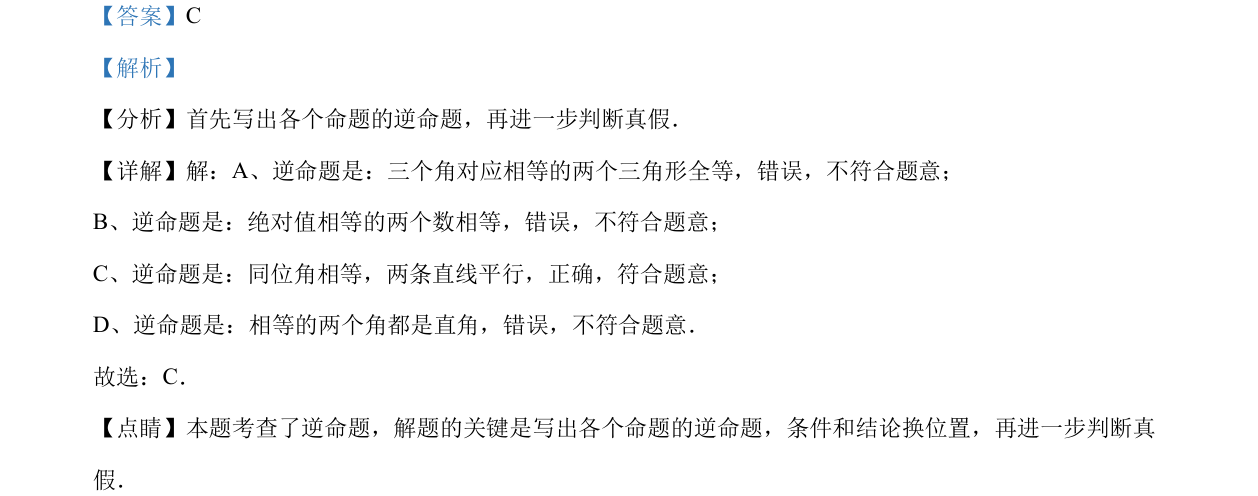 【答案】C
【解析】
【分析】首先写出各个命题的逆命题，再进一步判断真假．
【详解】解：A、逆命题是：三个角对应相等的两个三角形全等，错误，不符合题意；
B、逆命题是：绝对值相等的两个数相等，错误，不符合题意；
C、逆命题是：同位角相等，两条直线平行，正确，符合题意；
D、逆命题是：相等的两个角都是直角，错误，不符合题意．
故选：C．
【点睛】本题考查了逆命题，解题的关键是写出各个命题的逆命题，条件和结论换位置，再进一步判断真
假．